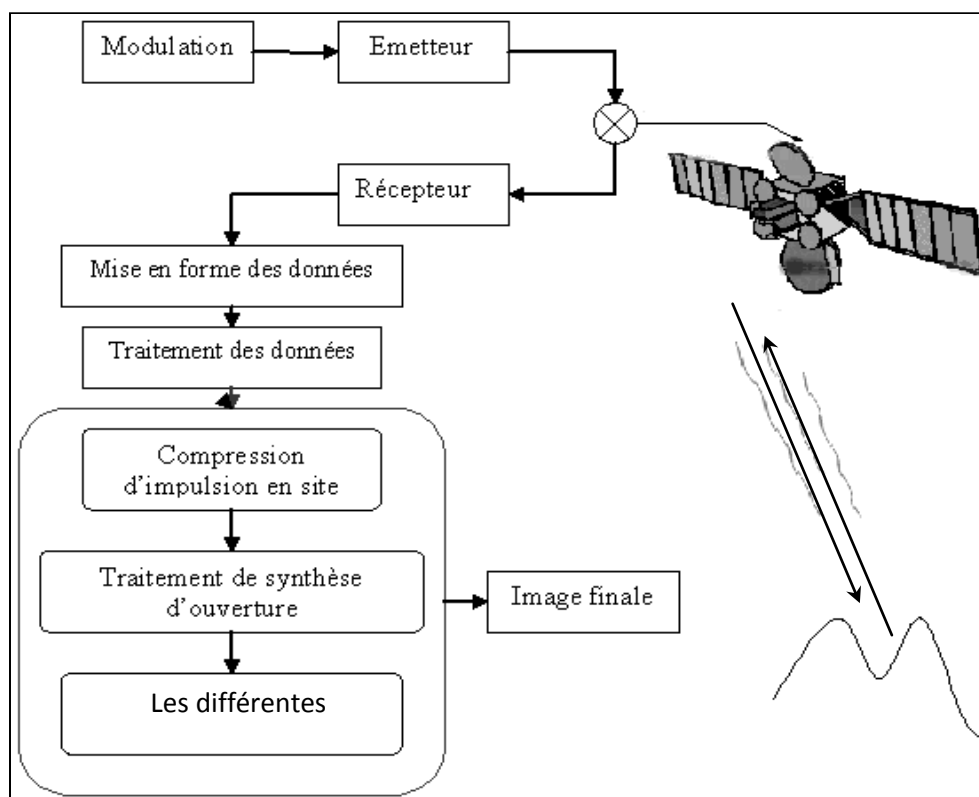 Modulation
Emetteur
Récepteur
Mise en forme des données
Traitement des données
Compression
d'impulsion en site
Traitement de synthèse
d'ouverture
Image finale
Les différentes